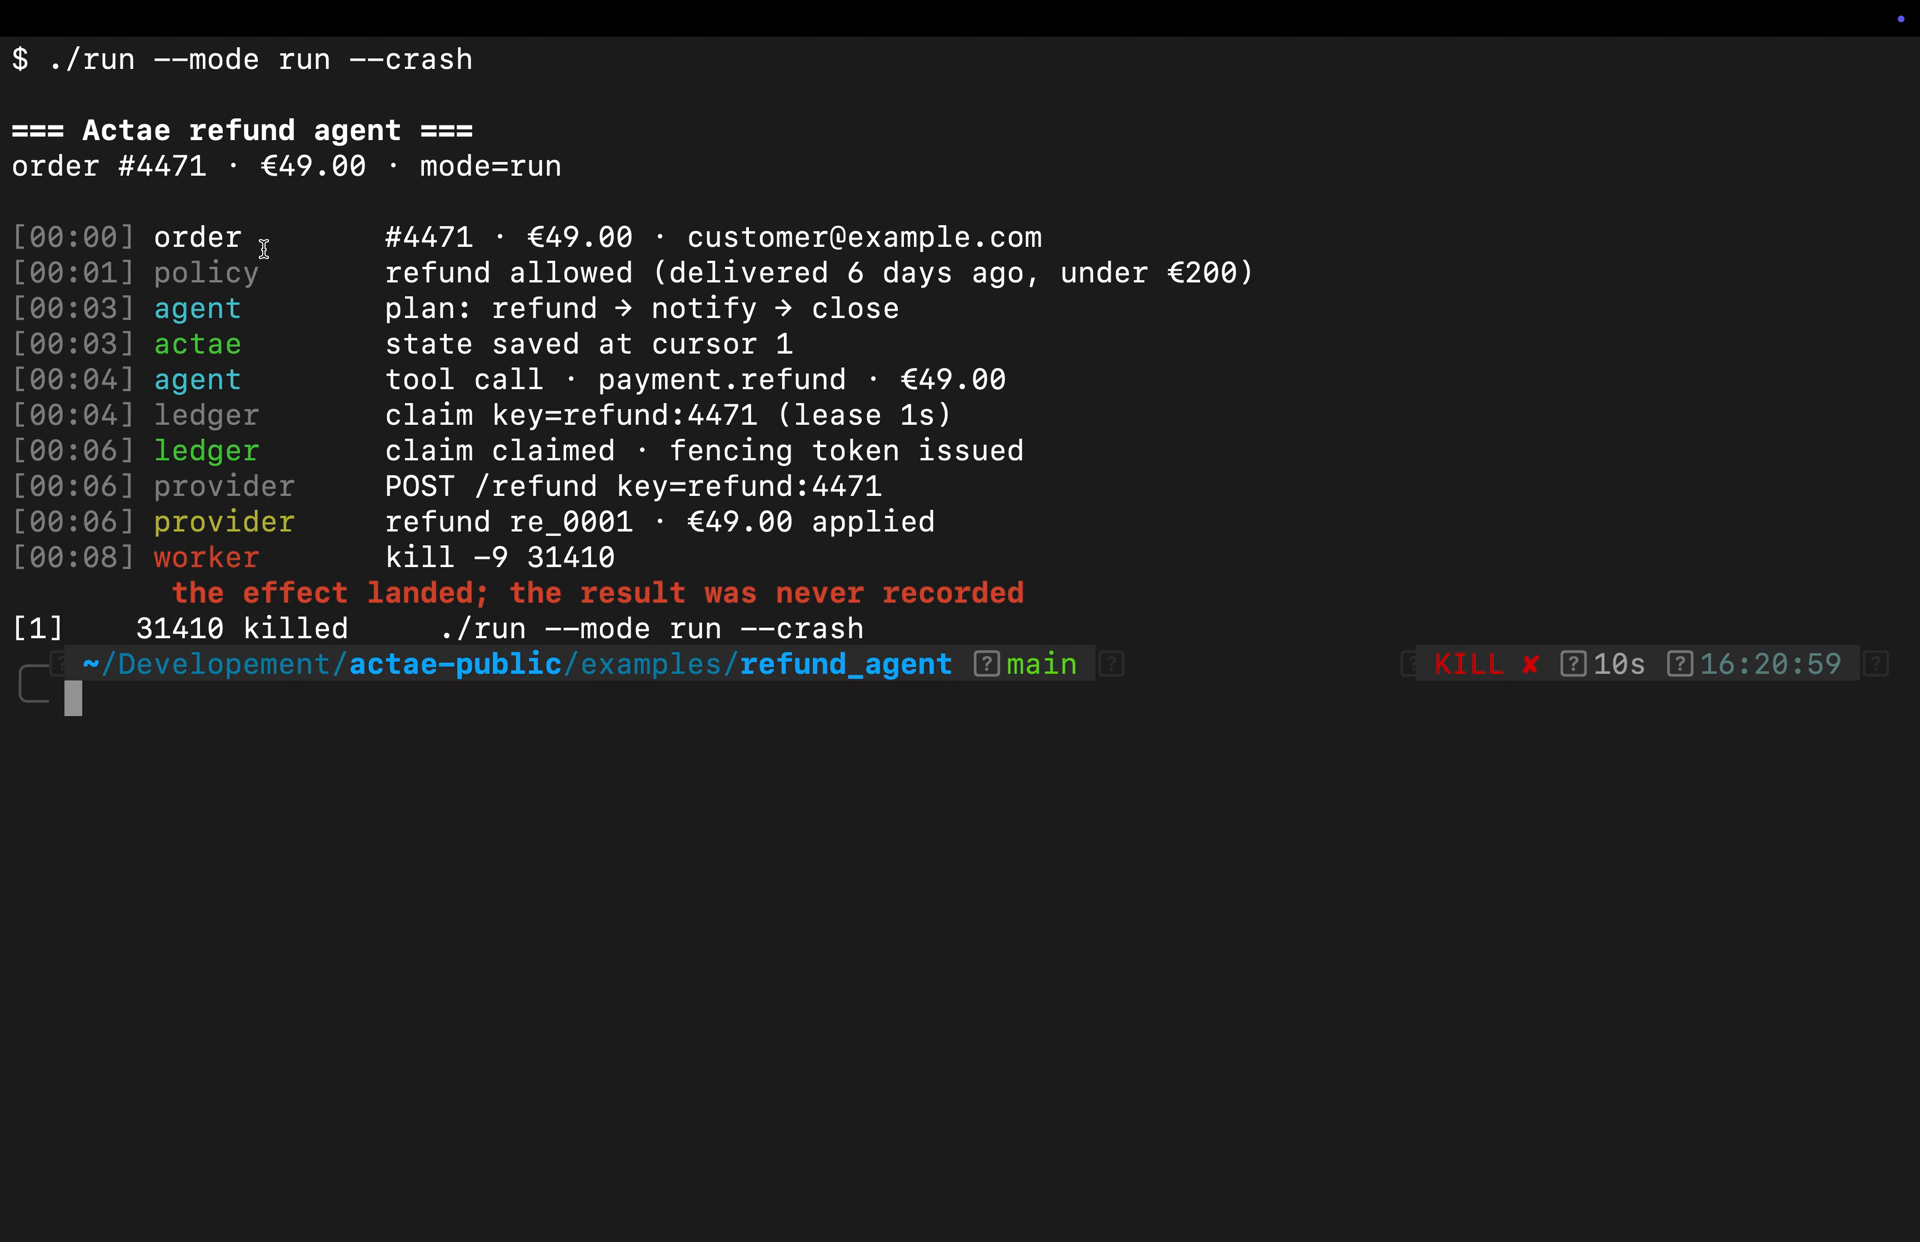 $ ./run --mode run --crash
=== Actae refund agent ===
order #4471 · €49.00 · mode=run
[00:00] order #4471 · €49.00 · customer@example.com
[00:01] policy refund allowed (delivered 6 days ago, under €200)
[00:03] agent plan: refund → notify → close
[00:03] actae state saved at cursor 1
[00:04] agent tool call · payment.refund · €49.00
[00:04] ledger claim key=refund:4471 (lease 1s)
[00:06] ledger claim claimed · fencing token issued
[00:06] provider POST /refund key=refund:4471
[00:06] provider refund re_0001 · €49.00 applied
[00:08] worker kill -9 31410
the effect landed; the result was never recorded
[1] 31410 killed ./run --mode run --crash
~/Developement/actae-public/examples/refund_agent main KILL ✘ 10s 16:20:59